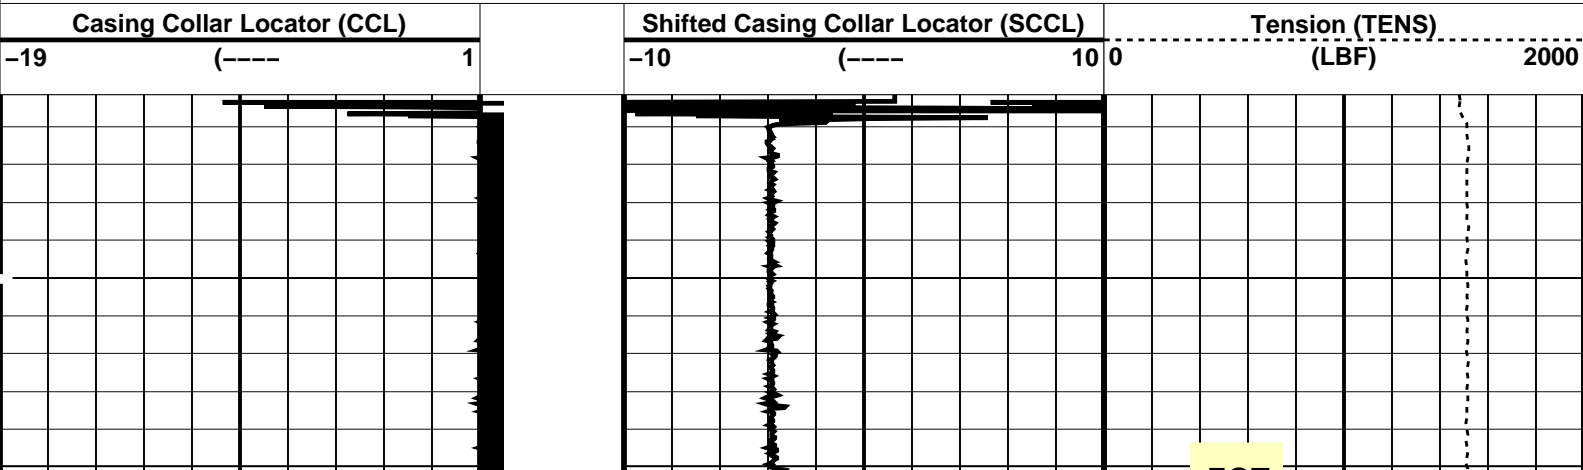 Casing Collar Locator (CCL)
–19 (–––– 1
Shifted Casing Collar Locator (SCCL)
–10 (–––– 10
Tension (TENS)
0 (LBF) 2000